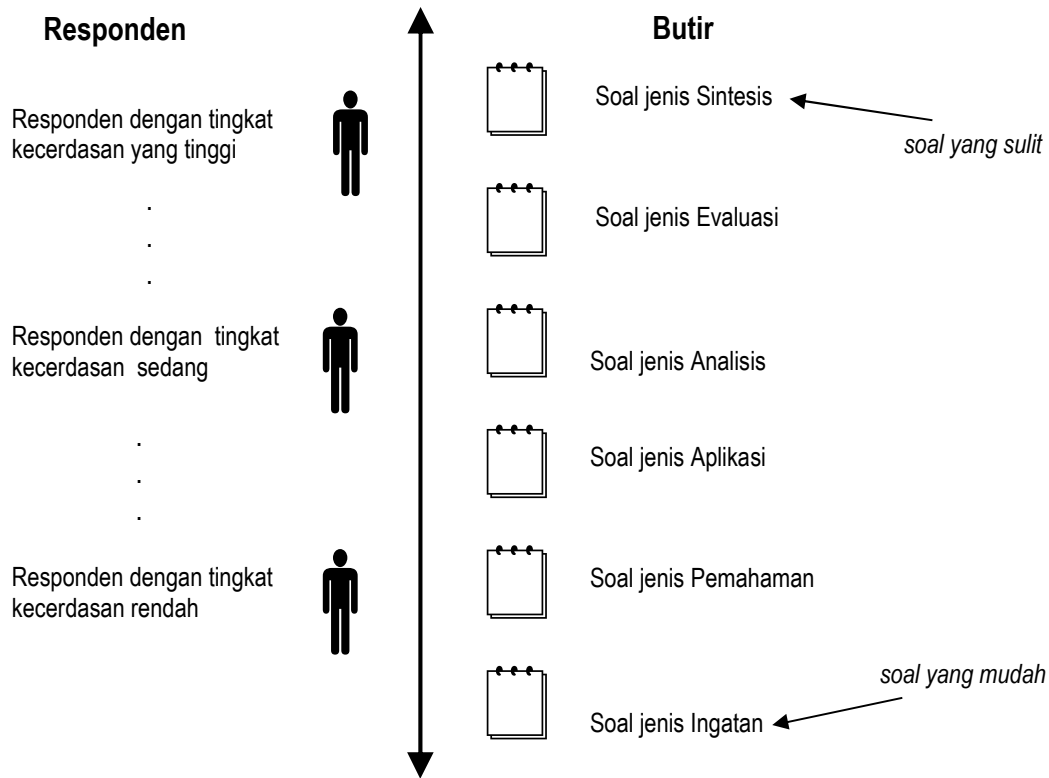 Responden
Butir
Soal jenis Sintesis
soal yang sulit
Responden dengan tingkat
kecerdasan yang tinggi
.
.
.
Soal jenis Evaluasi
Responden dengan tingkat
kecerdasan sedang
Soal jenis Analisis
.
.
.
Soal jenis Aplikasi
Responden dengan tingkat
kecerdasan rendah
Soal jenis Pemahaman
soal yang mudah
Soal jenis Ingatan